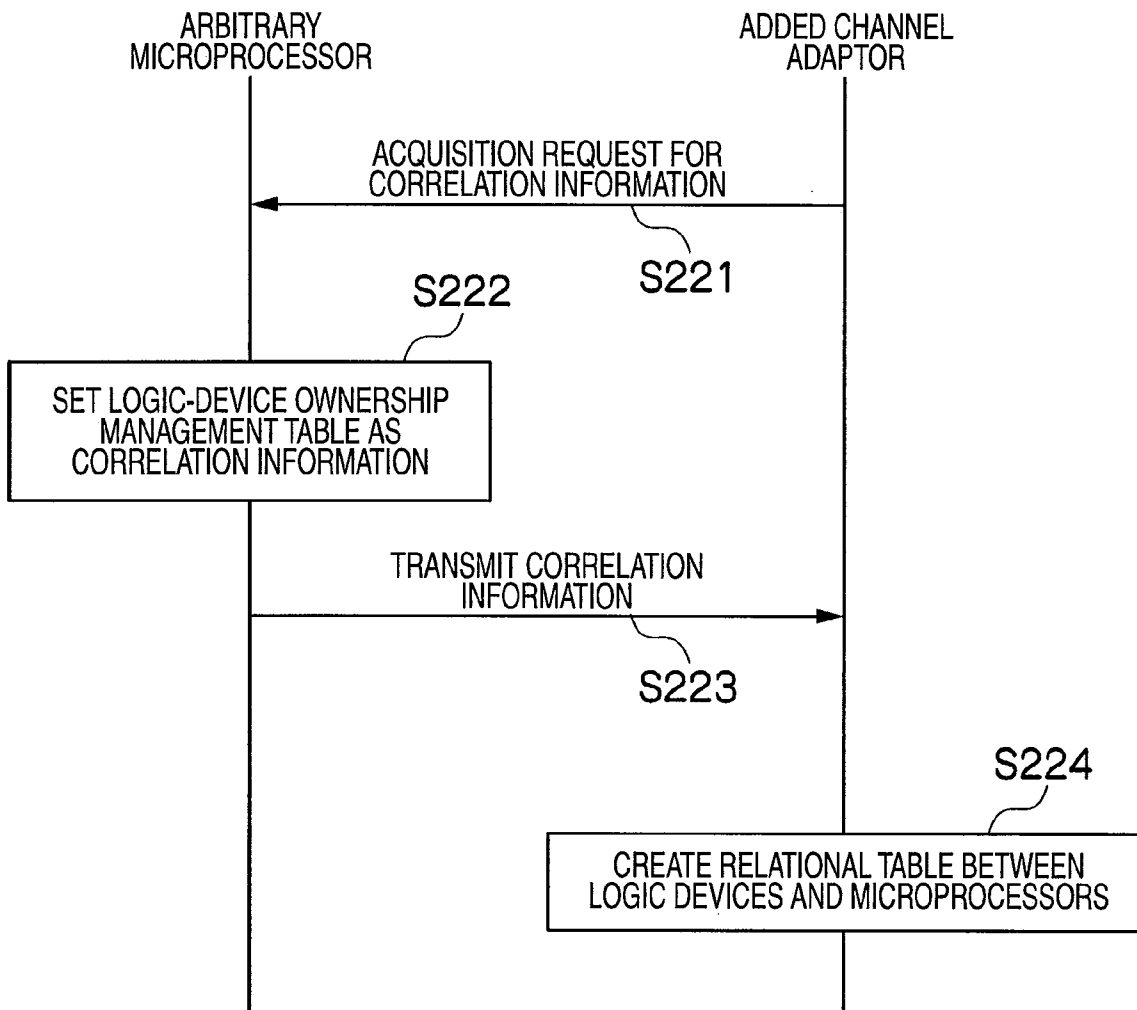 ARBITRARY
MICROPROCESSOR
ADDED CHANNEL
ADAPTOR
ACQUISITION REQUEST FOR
CORRELATION INFORMATION
S221
S222
SET LOGIC-DEVICE OWNERSHIP
MANAGEMENT TABLE AS
CORRELATION INFORMATION
TRANSMIT CORRELATION
INFORMATION
S223
S224
CREATE RELATIONAL TABLE BETWEEN
LOGIC DEVICES AND MICROPROCESSORS